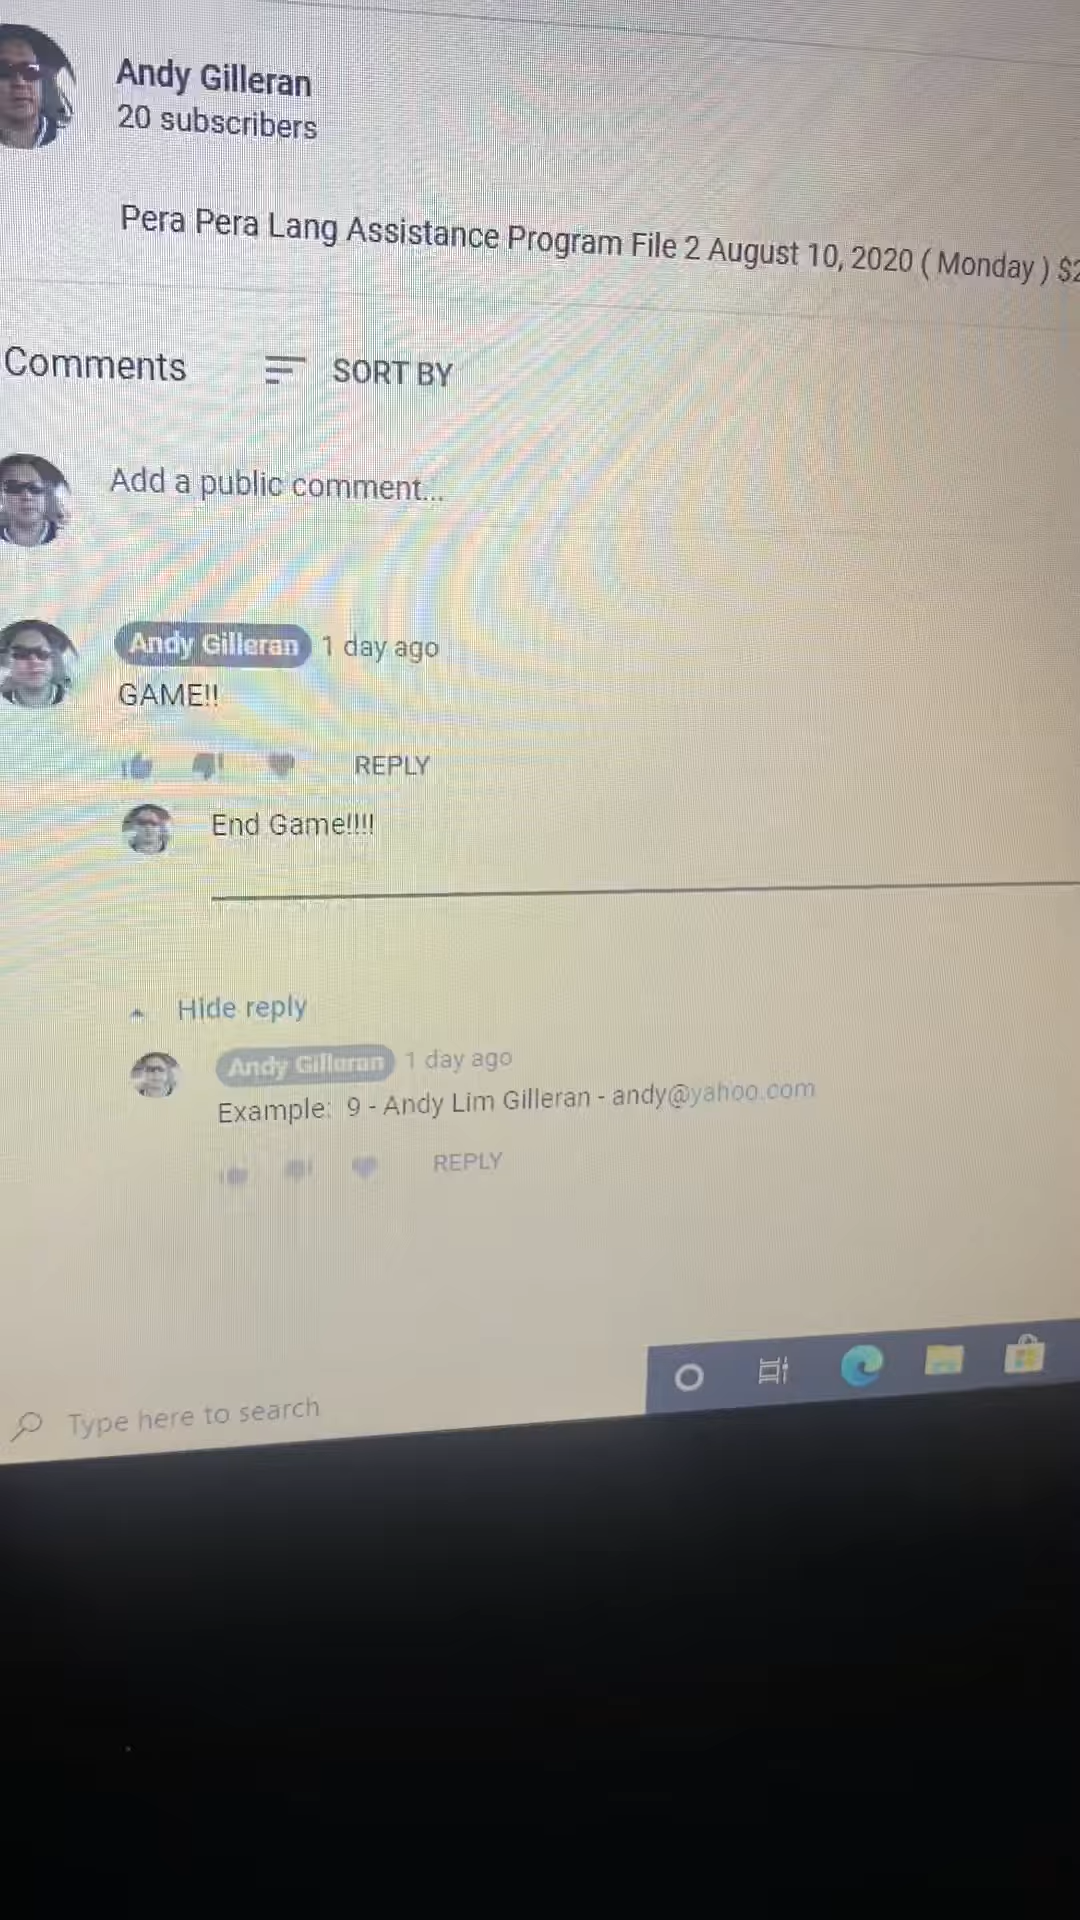 Andy Gilleran
20 subscribers
Pera Pera Lang Assistance Program File 2 August 10, 2020 ( Monday ) $2
Comments
SORT BY
Add a public comment...
Andy Gilleran 1 day ago
GAME!!
REPLY
End Game!!!!
Hide reply
Andy Gilleran 1 day ago
Example: 9 - Andy Lim Gilleran - andy@yahoo.com
REPLY
Type here to search